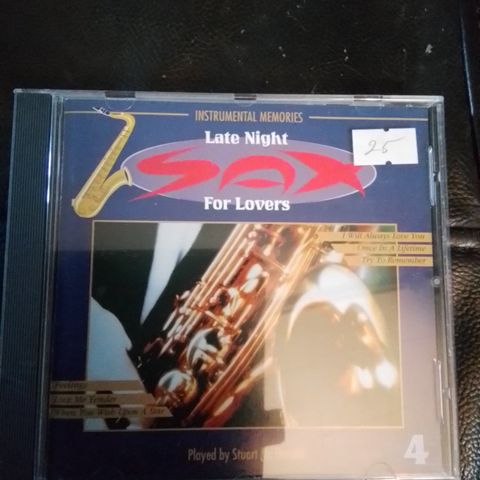 INSTRUMENTAL MEMORIES
Late Night
SAX
For Lovers
25
I Will Always Love You
Once In A Lifetime
Try To Remember
Feelings
Love Me Tender
When You Wish Upon A Star
Played by Stuart
4